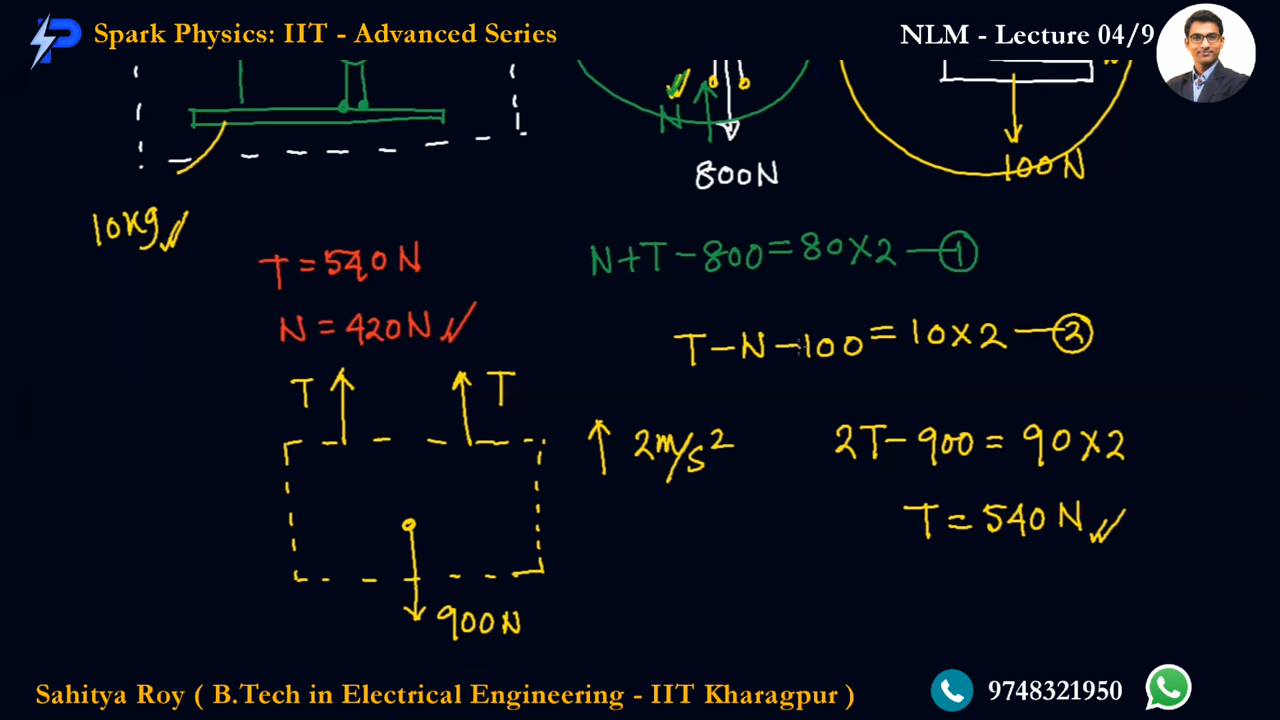 Spark Physics: IIT - Advanced Series
NLM - Lecture 04/9
N
800N
100N
10Kg
T = 540 N
N = 420N
N + T - 800 = 80 × 2 — 1
T - N - 100 = 10 × 2 — 2
T
T
2m/s²
2T - 900 = 90 × 2
T = 540 N
900N
Sahitya Roy ( B.Tech in Electrical Engineering - IIT Kharagpur )
9748321950